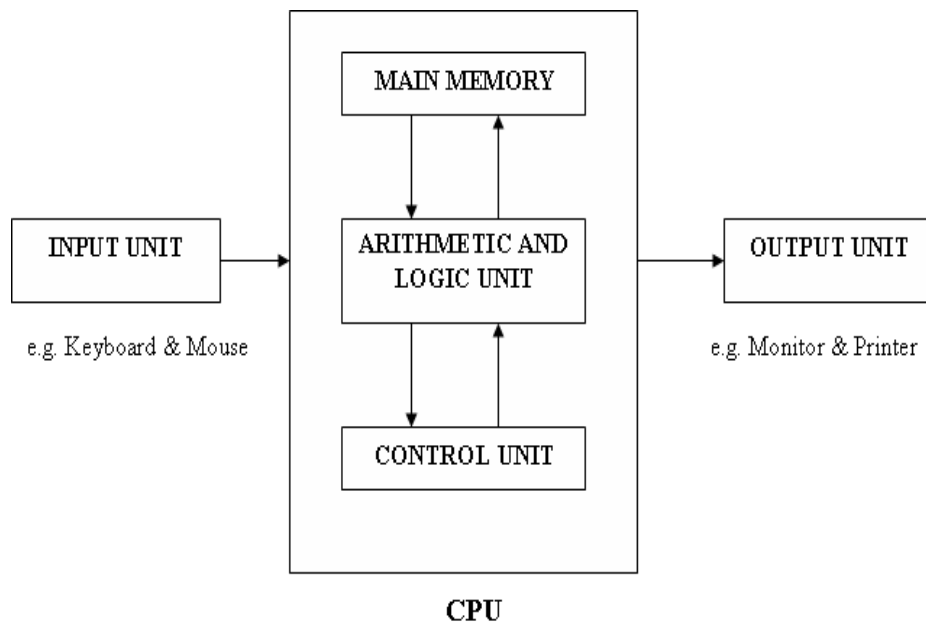 MAIN MEMORY
INPUT UNIT
ARITHMETIC AND
LOGIC UNIT
OUTPUT UNIT
e.g. Keyboard & Mouse
e.g. Monitor & Printer
CONTROL UNIT
CPU